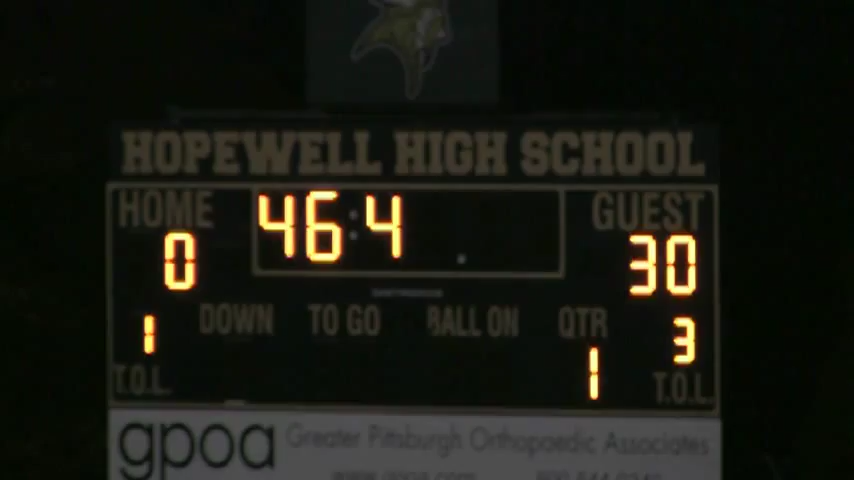 HOPEWELL HIGH SCHOOL
HOME 46:4 GUEST
0 30
DOWN TO GO BALL ON QTR
1 1 3
T.O.L. T.O.L.
gpoa Greater Pittsburgh Orthopaedic Associates